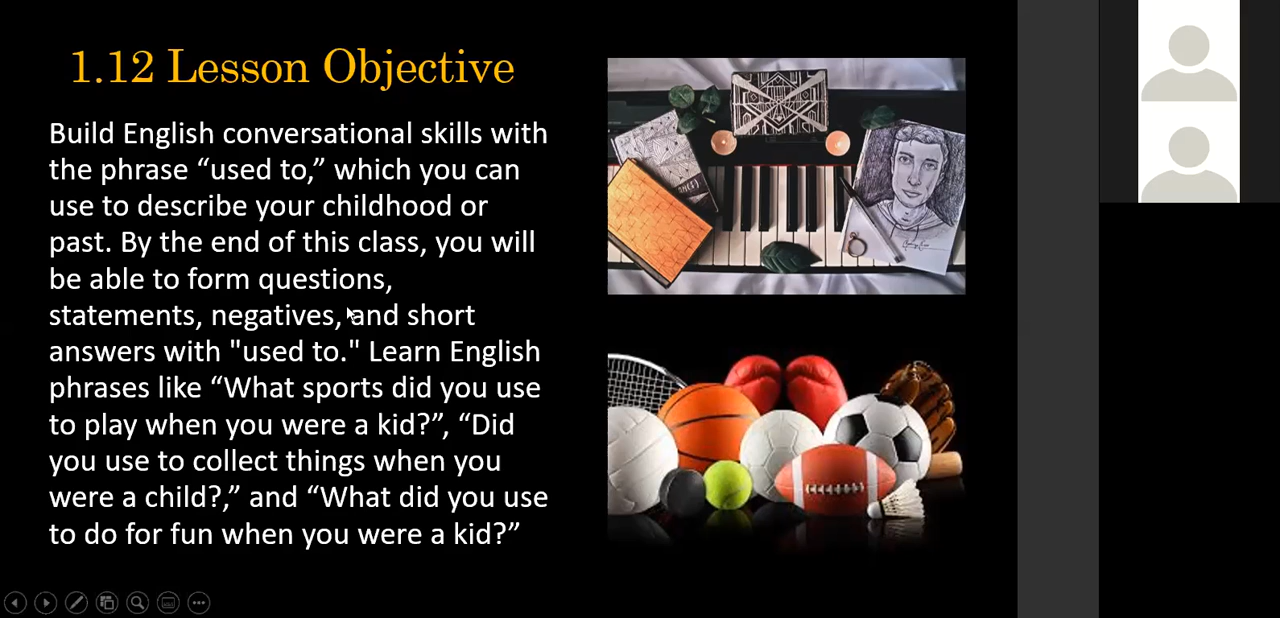 1.12 Lesson Objective
Build English conversational skills with
the phrase “used to,” which you can
use to describe your childhood or
past. By the end of this class, you will
be able to form questions,
statements, negatives, and short
answers with "used to." Learn English
phrases like “What sports did you use
to play when you were a kid?”, “Did
you use to collect things when you
were a child?,” and “What did you use
to do for fun when you were a kid?”